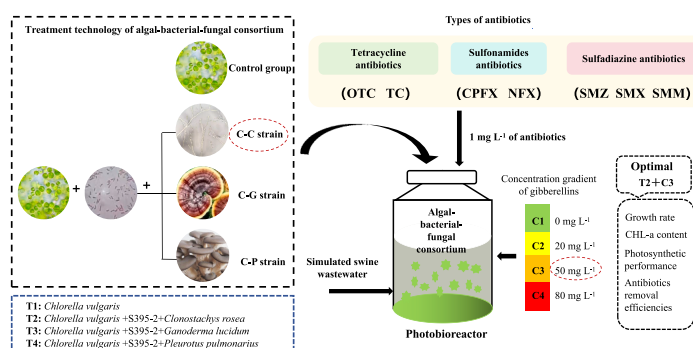 Treatment technology of algal-bacterial-fungal consortium
Control group
C-C strain
+
+
C-G strain
C-P strain
T1: Chlorella vulgaris
T2: Chlorella vulgaris +S395-2+Clonostachys rosea
T3: Chlorella vulgaris +S395-2+Ganoderma lucidum
T4: Chlorella vulgaris +S395-2+Pleurotus pulmonarius
Types of antibiotics
Tetracycline
antibiotics
Sulfonamides
antibiotics
Sulfadiazine antibiotics
(OTC TC)
(CPFX NFX)
(SMZ SMX SMM)
1 mg L-1 of antibiotics
Algal-
bacterial-
fungal
consortium
Simulated swine
wastewater
Photobioreactor
Concentration gradient
of gibberellins
C1 0 mg L-1
C2 20 mg L-1
C3 50 mg L-1
C4 80 mg L-1
Optimal
T2+C3
Growth rate
CHL-a content
Photosynthetic
performance
Antibiotics
removal
efficiencies